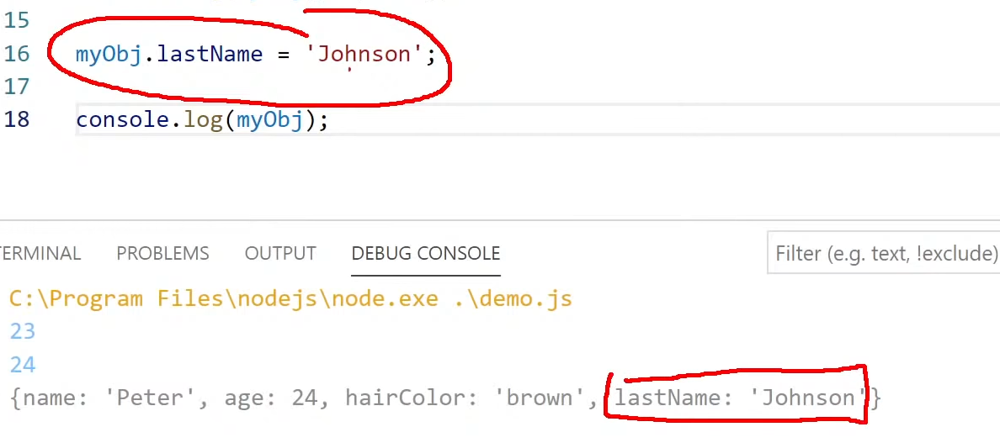 15
16 myObj.lastName = 'Johnson';
17
18 console.log(myObj);
TERMINAL PROBLEMS OUTPUT DEBUG CONSOLE Filter (e.g. text, !exclude)
C:\Program Files\nodejs\node.exe .\demo.js
23
24
{name: 'Peter', age: 24, hairColor: 'brown', lastName: 'Johnson'}